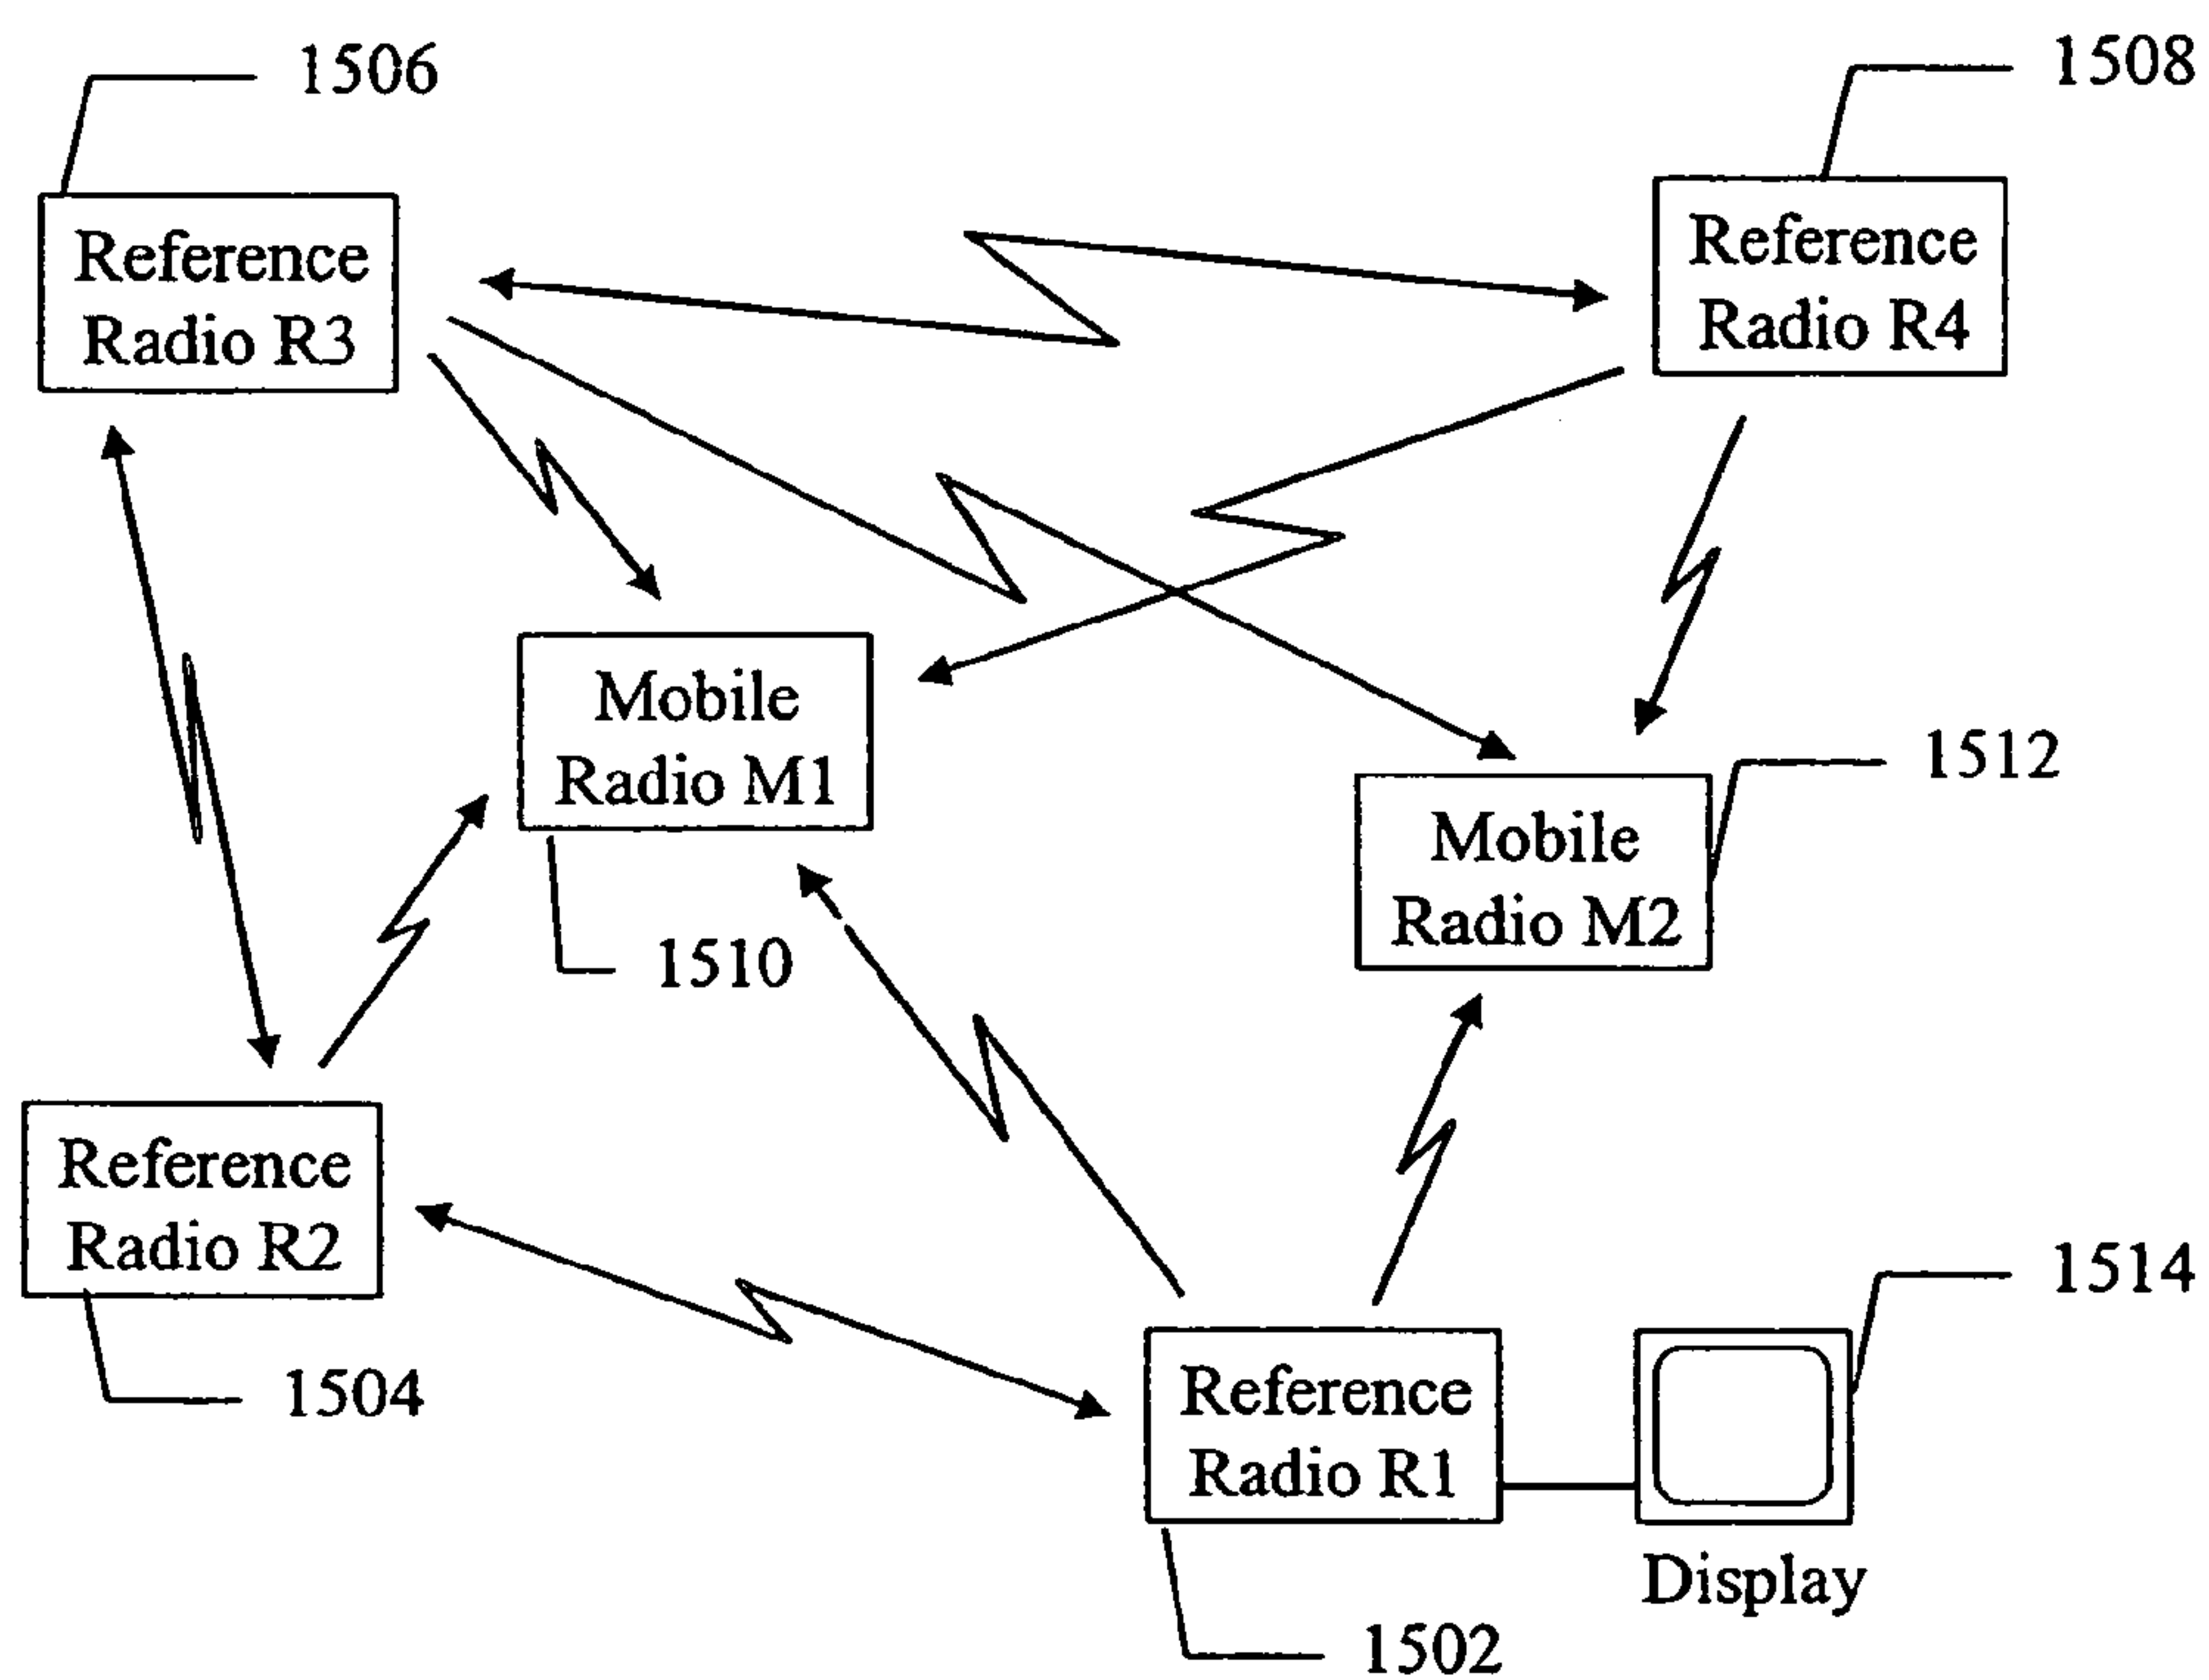 1506
1508
Reference
Radio R3
Reference
Radio R4
Mobile
Radio M1
1512
Mobile
Radio M2
1510
Reference
Radio R2
1514
1504
Reference
Radio R1
Display
1502